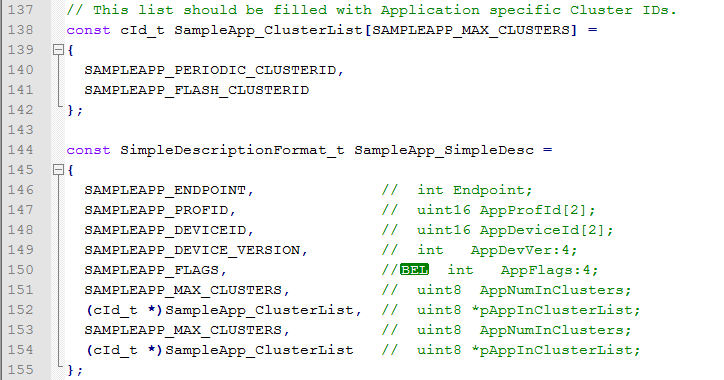 137 // This list should be filled with Application specific Cluster IDs.
138 const cId_t SampleApp_ClusterList[SAMPLEAPP_MAX_CLUSTERS] =
139 {
140 SAMPLEAPP_PERIODIC_CLUSTERID,
141 SAMPLEAPP_FLASH_CLUSTERID
142 };
143
144 const SimpleDescriptionFormat_t SampleApp_SimpleDesc =
145 {
146 SAMPLEAPP_ENDPOINT, // int Endpoint;
147 SAMPLEAPP_PROFID, // uint16 AppProfId[2];
148 SAMPLEAPP_DEVICEID, // uint16 AppDeviceId[2];
149 SAMPLEAPP_DEVICE_VERSION, // int AppDevVer:4;
150 SAMPLEAPP_FLAGS, //BEL int AppFlags:4;
151 SAMPLEAPP_MAX_CLUSTERS, // uint8 AppNumInClusters;
152 (cId_t *)SampleApp_ClusterList, // uint8 *pAppInClusterList;
153 SAMPLEAPP_MAX_CLUSTERS, // uint8 AppNumInClusters;
154 (cId_t *)SampleApp_ClusterList // uint8 *pAppInClusterList;
155 };